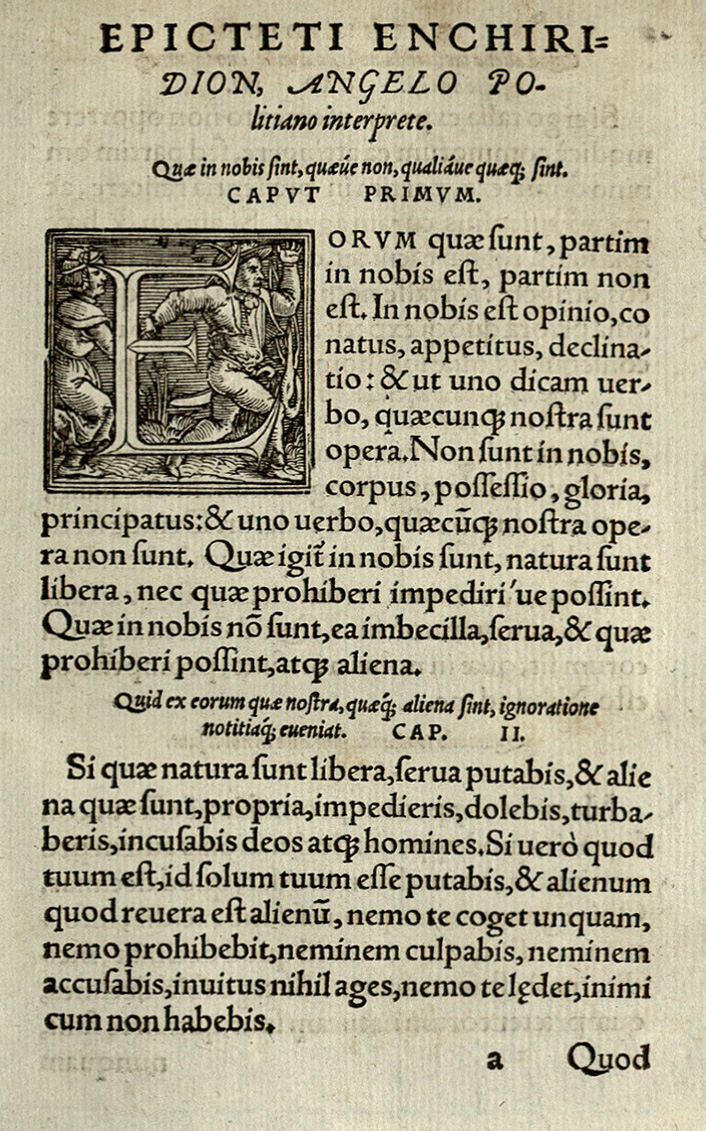 EPICTETI ENCHIRI=
DION, ANGELO PO-
litiano interprete.
Quæ in nobis ſint, quæúe non, qualiáue quæq; ſint.
CAPVT PRIMVM.
EORVM quæ ſunt, partim
in nobis eſt, partim non
eſt. In nobis eſt opinio, co
natus, appetitus, declina-
tio: & ut uno dicam uer-
bo, quæcunq; noſtra ſunt
opera. Non ſunt in nobis,
corpus, poſſeſſio, gloria,
principatus: & uno uerbo, quæcūq; noſtra ope-
ra non ſunt. Quæ igit̃ in nobis ſunt, natura ſunt
libera, nec quæ prohiberi impediri'ue poſſint.
Quæ in nobis nõ ſunt, ea imbecilla, ſerua, & quæ
prohiberi poſſint, atq; aliena.
Quid ex eorum quæ noſtra, quæq́; aliena ſint, ignoratione
notitiaq́; eueniat. CAP. II.
Si quæ natura ſunt libera, ſerua putabis, & alie
na quæ ſunt, propria, impedieris, dolebis, turba-
beris, incuſabis deos atq; homines. Si uerò quod
tuum eſt, id ſolum tuum eſſe putabis, & alienum
quod reuera eſt alienū, nemo te coget unquam,
nemo prohibebit, neminem culpabis, neminem
accuſabis, inuitus nihil ages, nemo te lędet, inimi
cum non habebis.
a Quod